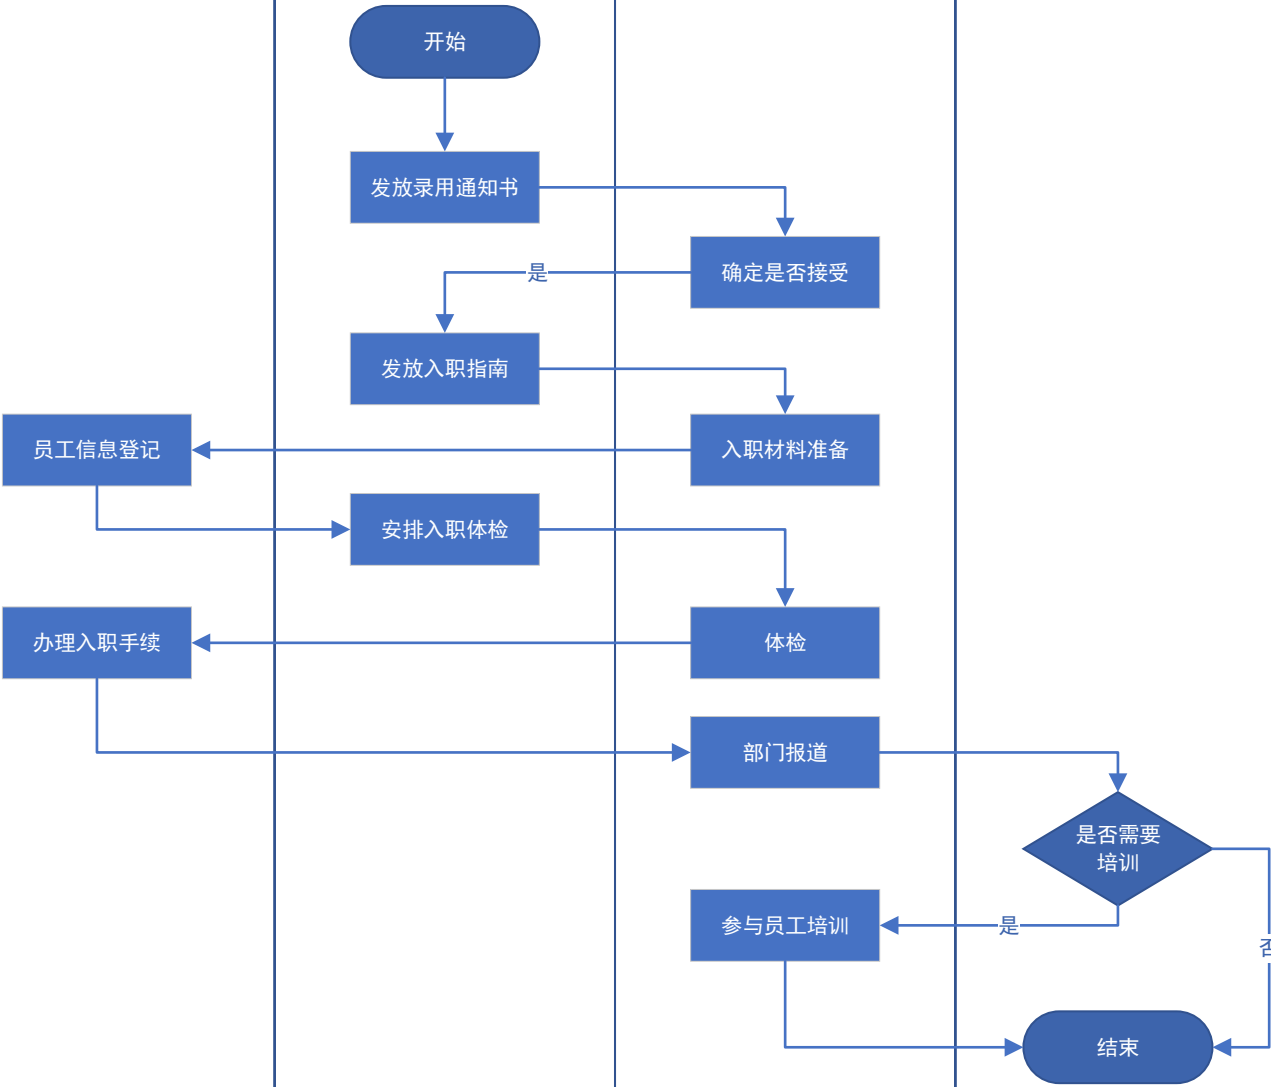 开始
发放录用通知书
确定是否接受
是
发放入职指南
员工信息登记
入职材料准备
安排入职体检
办理入职手续
体检
部门报道
是否需要
培训
参与员工培训
是
否
结束